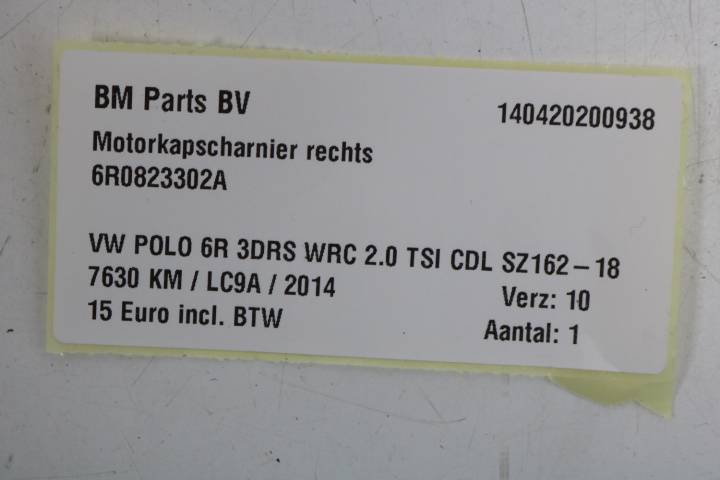 BM Parts BV
140420200938
Motorkapscharnier rechts
6R0823302A
VW POLO 6R 3DRS WRC 2.0 TSI CDL SZ162-18
7630 KM / LC9A / 2014
Verz: 10
15 Euro incl. BTW
Aantal: 1